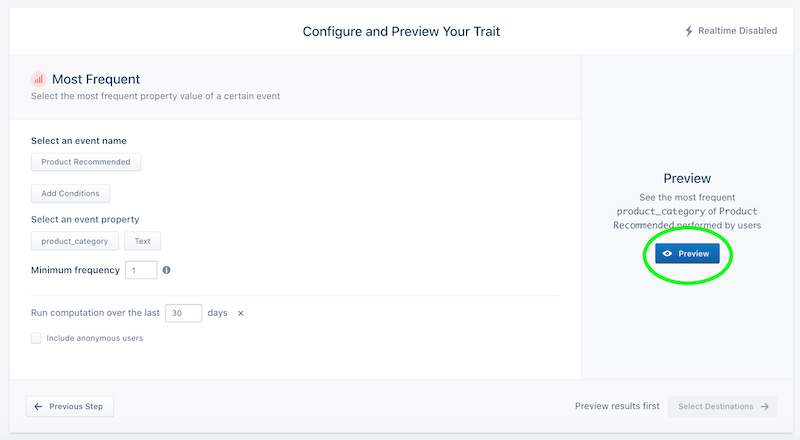 Configure and Preview Your Trait
Realtime Disabled
Most Frequent
Select the most frequent property value of a certain event
Select an event name
Product Recommended
Add Conditions
Select an event property
product_category Text
Minimum frequency 1
Run computation over the last 30 days ×
Include anonymous users
Preview
See the most frequent
product_category of Product
Recommended performed by users
Preview
Previous Step
Preview results first
Select Destinations